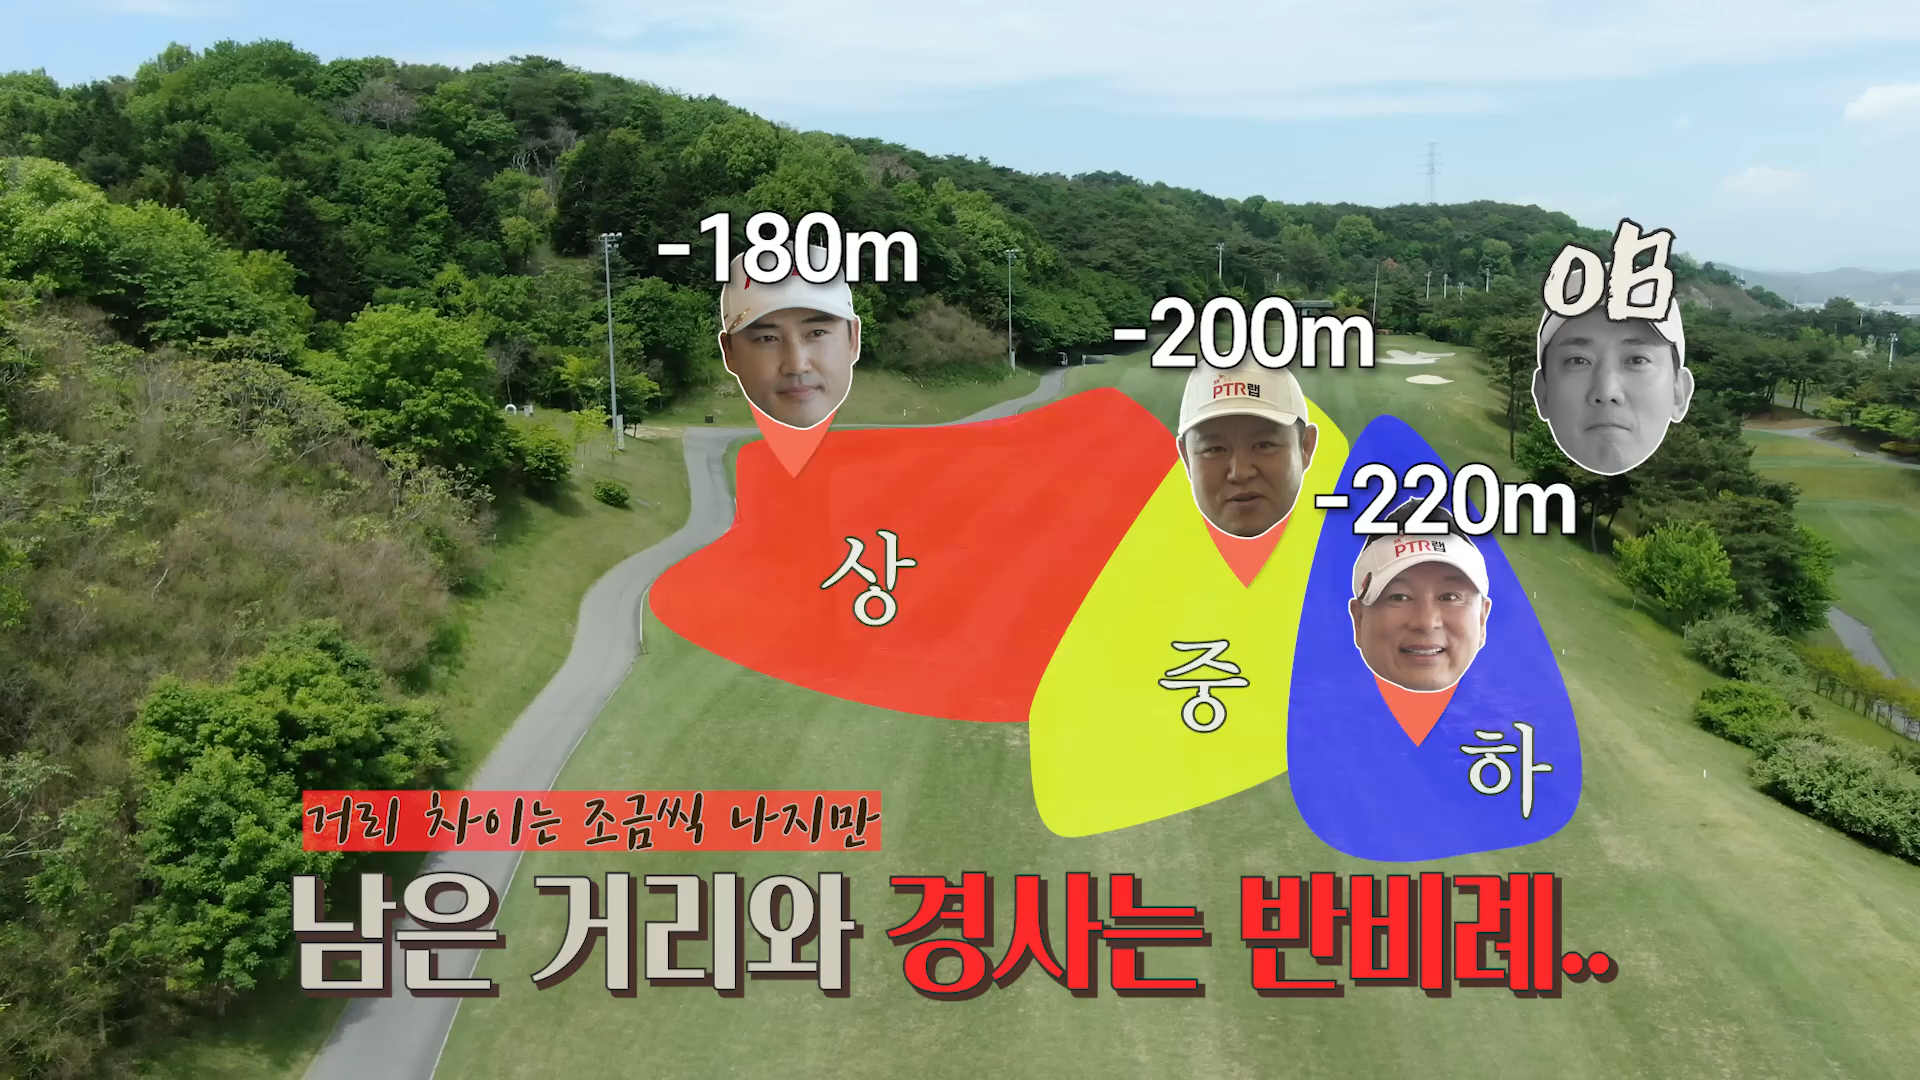 -180m
-200m
OB
-220m
PTR랩
PTR랩
상
중
하
거리 차이는 조금씩 나지만
남은 거리와 경사는 반비례..